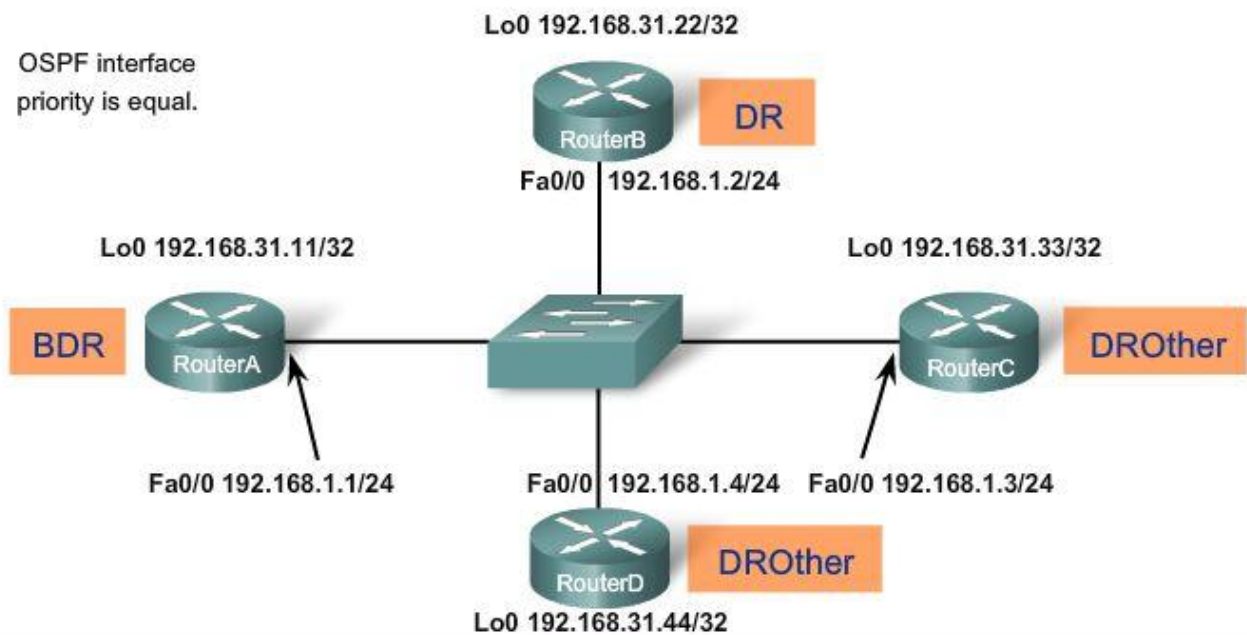 Lo0 192.168.31.22/32
OSPF interface
priority is equal.
RouterB
DR
Fa0/0 192.168.1.2/24
Lo0 192.168.31.11/32
Lo0 192.168.31.33/32
BDR
RouterA
RouterC
DROther
Fa0/0 192.168.1.1/24
Fa0/0 192.168.1.4/24
Fa0/0 192.168.1.3/24
RouterD
DROther
Lo0 192.168.31.44/32